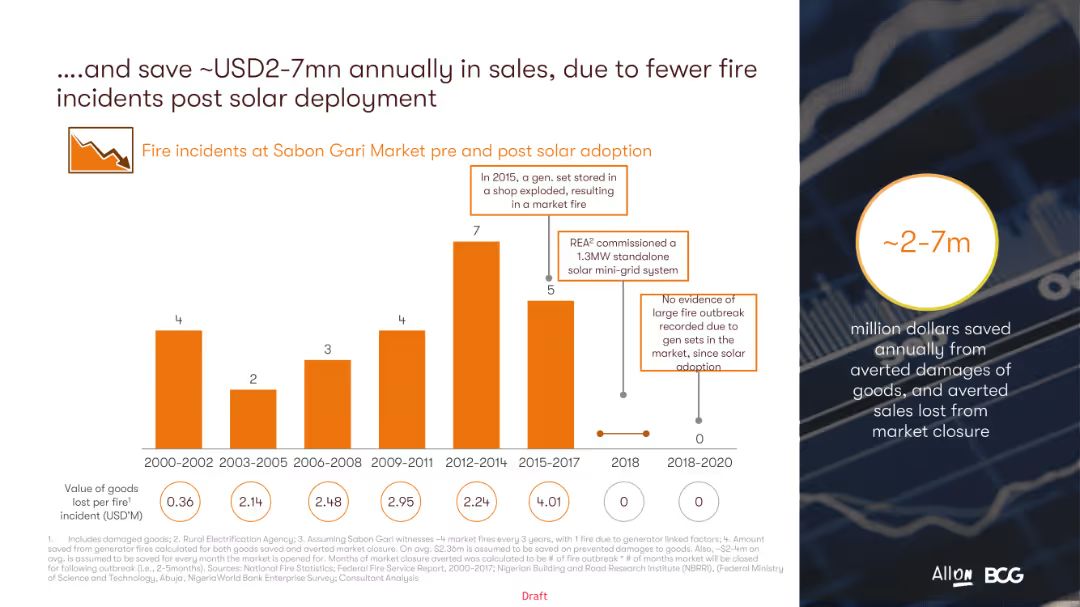 ....and save ~USD2-7mn annually in sales, due to fewer fire
incidents post solar deployment
Fire incidents at Sabon Gari Market pre and post solar adoption
In 2015, a gen. set stored in
a shop exploded, resulting
in a market fire
REA² commissioned a
1.3MW standalone
solar mini-grid system
No evidence of
large fire outbreak
recorded due to
gen sets in the
market, since solar
adoption
4
2
3
4
7
5
0
2000-2002 2003-2005 2006-2008 2009-2011 2012-2014 2015-2017 2018 2018-2020
Value of goods
lost per fire¹
incident (USD'M)
0.36 2.14 2.48 2.95 2.24 4.01 0 0
1. Includes damaged goods; 2. Rural Electrification Agency; 3. Assuming Sabon Gari witnesses ~4 market fires every 3 years, with 1 fire due to generator linked factors; 4. Amount
saved from generator fires calculated for both goods saved and averted market closure. On avg. $2.36m is assumed to be saved on prevented damages to goods. Also, ~$2-4m on
avg. is assumed to be saved for every month the market is opened for. Months of market closure averted was calculated to be # of fire outbreak * # of months market will be closed
for following outbreak (i.e., 2-5months). Sources: National Fire Statistics; Federal Fire Service Report, 2000-2017; Nigerian Building and Road Research Institute (NBRRI), (Federal Ministry
of Science and Technology, Abuja, Nigeria World Bank Enterprise Survey; Consultant Analysis
Draft
~2-7m
million dollars saved
annually from
averted damages of
goods, and averted
sales lost from
market closure
All ON BCG